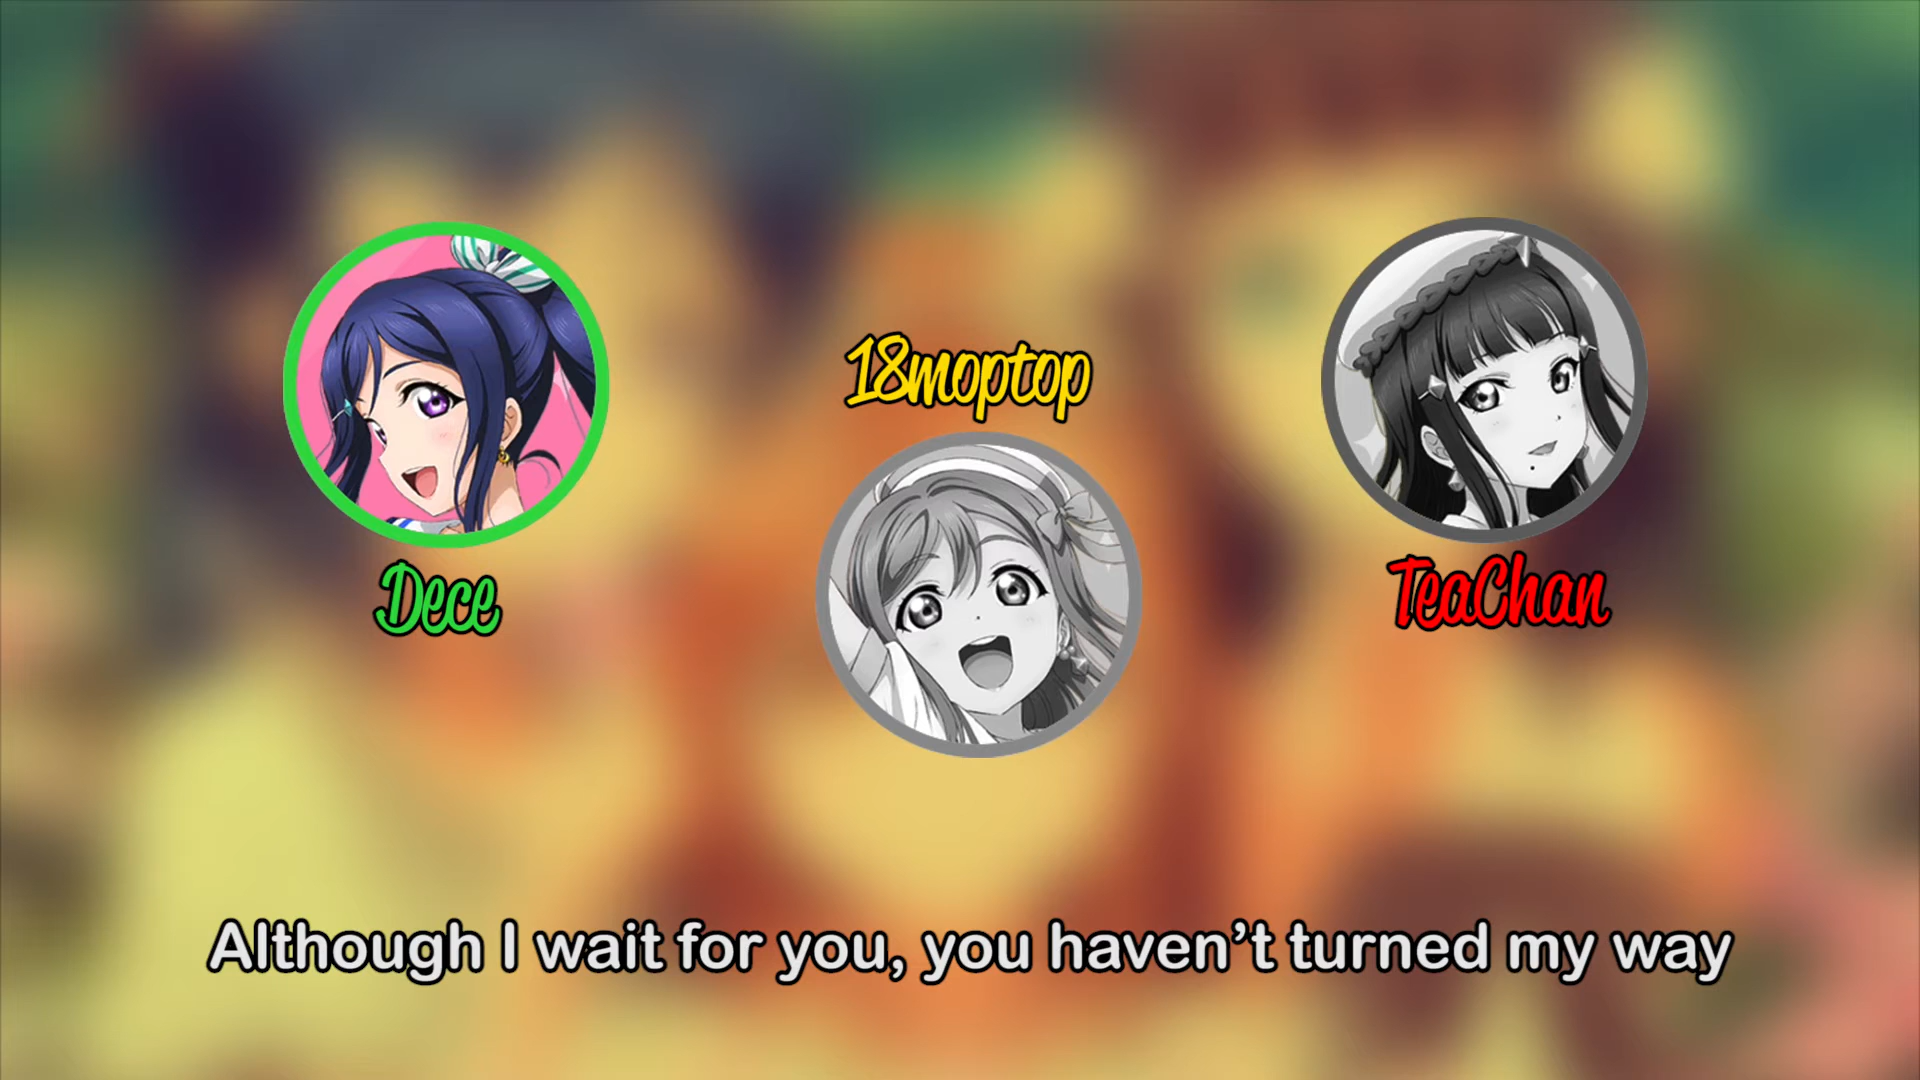 18moptop
Dece
TeaChan
Although I wait for you, you haven’t turned my way